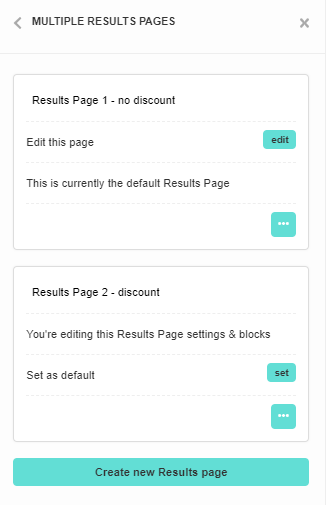 MULTIPLE RESULTS PAGES
Results Page 1 - no discount
Edit this page
edit
This is currently the default Results Page
Results Page 2 - discount
You're editing this Results Page settings & blocks
Set as default
set
Create new Results page